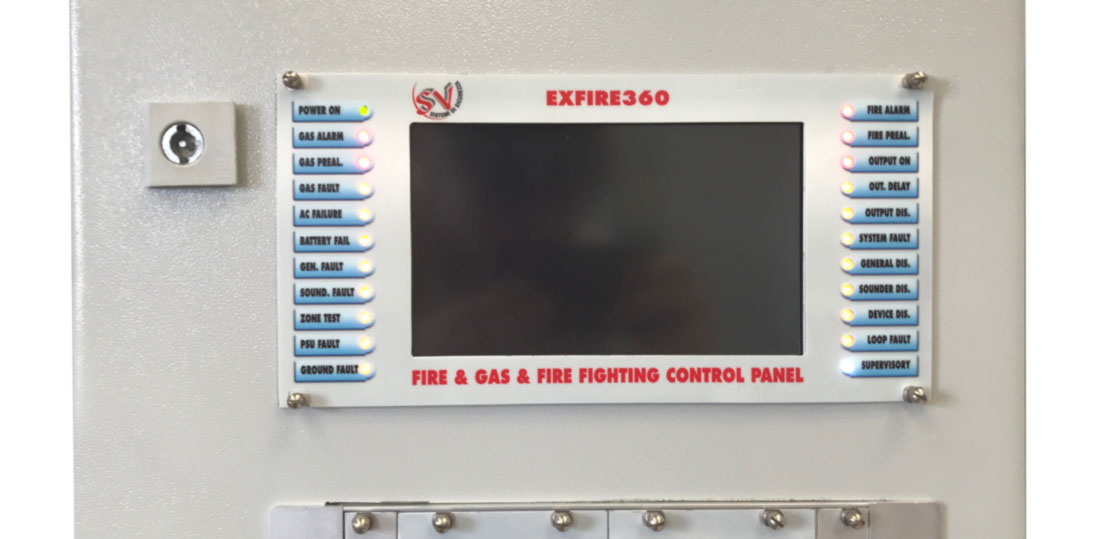 SV
EXFIRE360
POWER ON
GAS ALARM
GAS PREAL.
GAS FAULT
AC FAILURE
BATTERY FAIL
GEN. FAULT
SOUND. FAULT
ZONE TEST
PSU FAULT
GROUND FAULT
FIRE ALARM
FIRE PREAL.
OUTPUT ON
OUT. DELAY
OUTPUT DIS.
SYSTEM FAULT
GENERAL DIS.
SOUNDER DIS.
DEVICE DIS.
LOOP FAULT
SUPERVISORY
FIRE & GAS & FIRE FIGHTING CONTROL PANEL